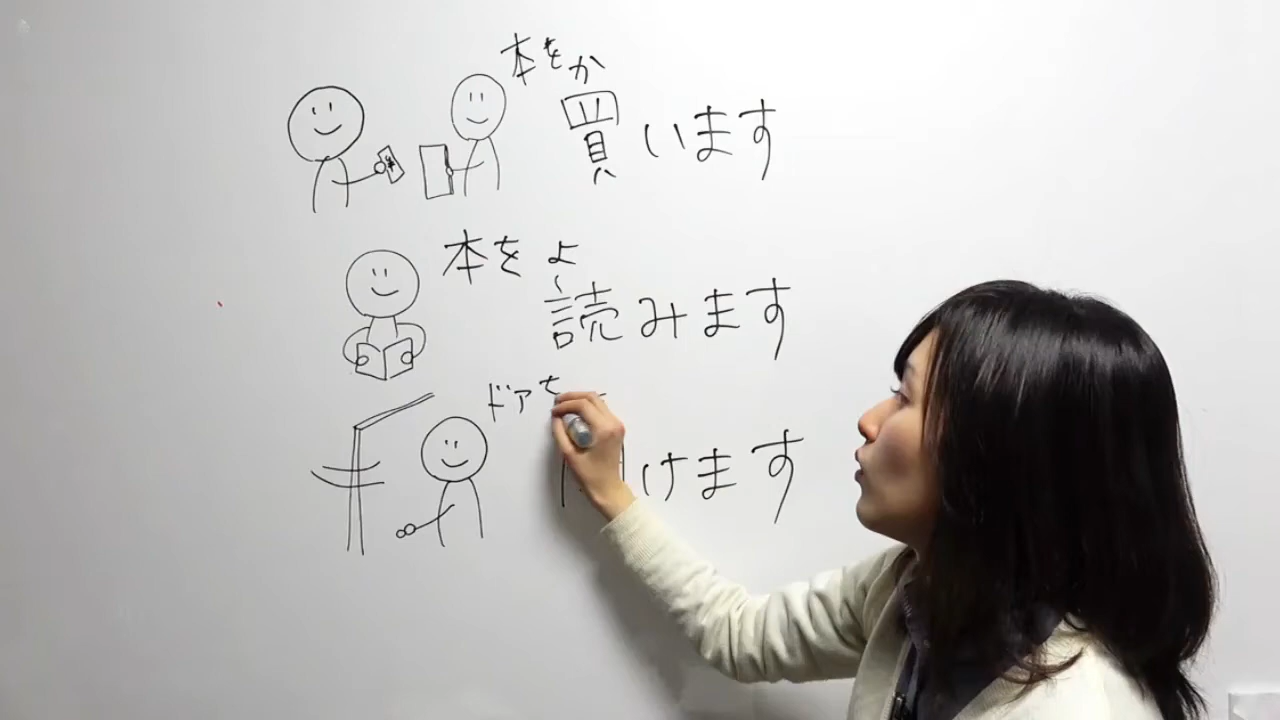 本をか
買います
本をよ
読みます
ドアを
けます